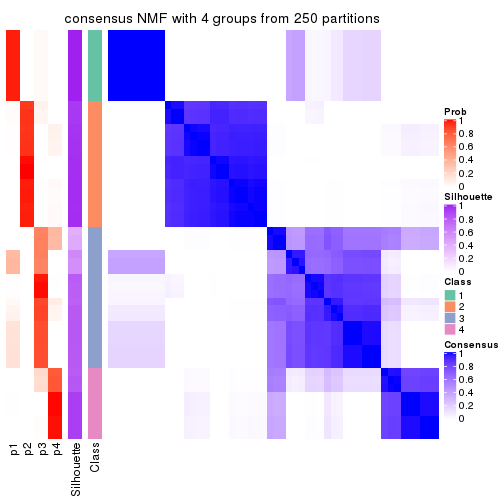 consensus NMF with 4 groups from 250 partitions
Prob
1
0.8
0.6
0.4
0.2
0
Silhouette
1
0.8
0.6
0.4
0.2
0
Class
1
2
3
4
Consensus
1
0.8
0.6
0.4
0.2
0
p1
p2
p3
p4
Silhouette
Class